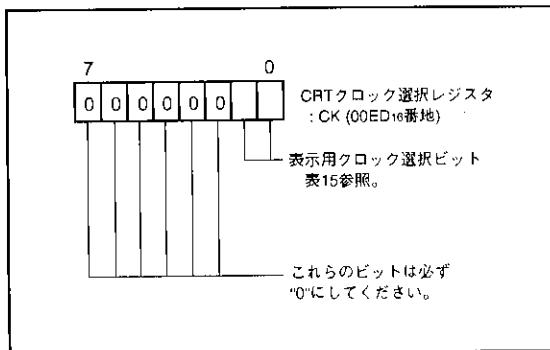 7 0
0 0 0 0 0 0
CRTクロック選択レジスタ
: CK (00ED₁₆番地)
表示用クロック選択ビット
表15参照。
これらのビットは必ず
"0"にしてください。